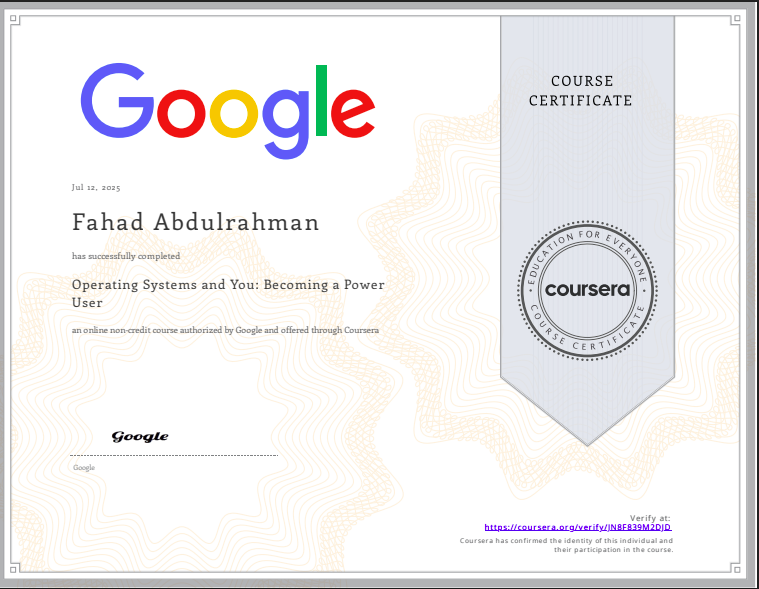 Google
COURSE
CERTIFICATE
Jul 12, 2025
Fahad Abdulrahman
has successfully completed
Operating Systems and You: Becoming a Power
User
an online non-credit course authorized by Google and offered through Coursera
EDUCATION FOR EVERYONE
coursera
COURSE CERTIFICATE
Google
Google
Verify at:
https://coursera.org/verify/JN8F839M2DJD
Coursera has confirmed the identity of this individual and
their participation in the course.